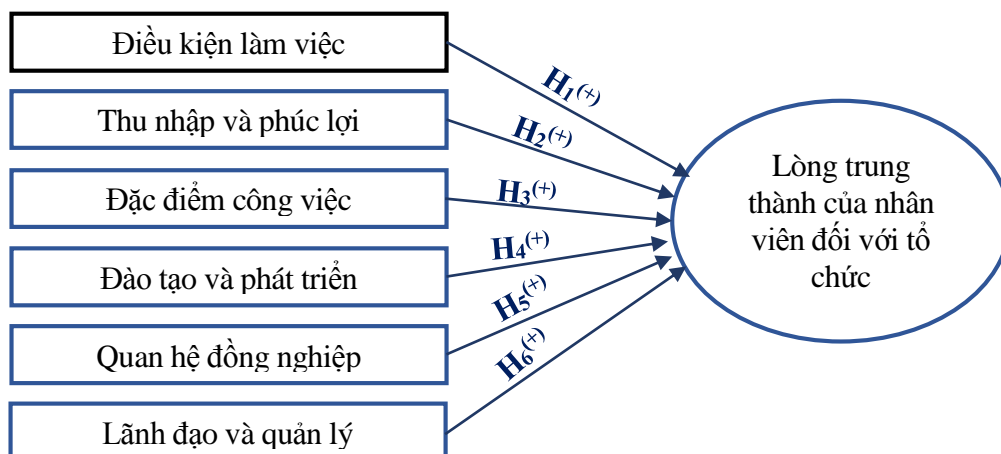 Điều kiện làm việc
H1(+)
Thu nhập và phúc lợi
H2(+)
Đặc điểm công việc
H3(+)
Đào tạo và phát triển
H4(+)
Quan hệ đồng nghiệp
H5(+)
Lãnh đạo và quản lý
H6(+)
Lòng trung
thành của nhân
viên đối với tổ
chức